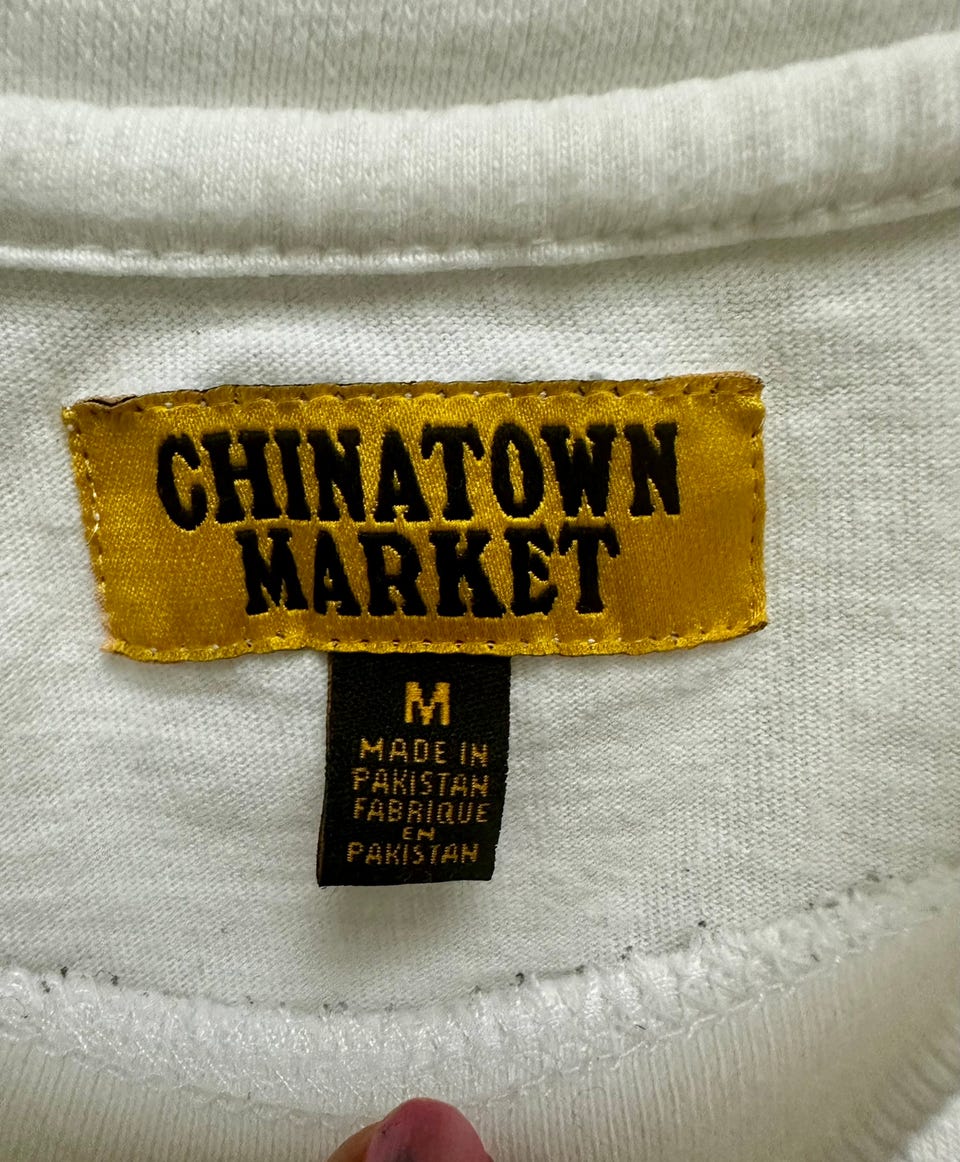 CHINATOWN
MARKET
M
MADE IN
PAKISTAN
FABRIQUE
EN
PAKISTAN